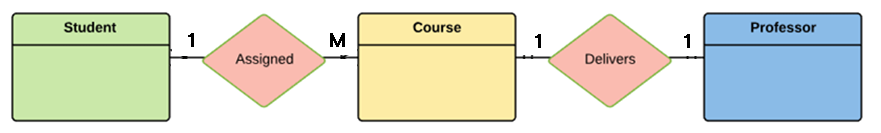 Student
1
Assigned
M
Course
1
Delivers
1
Professor